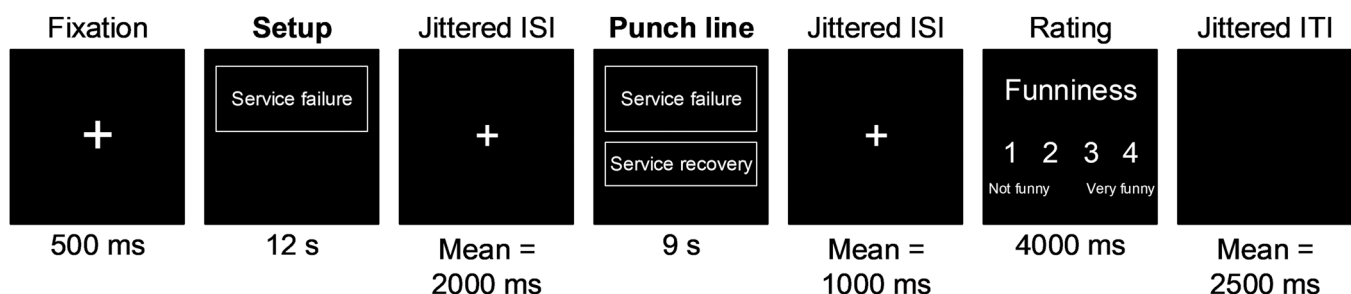 Fixation
Setup
Jittered ISI
Punch line
Jittered ISI
Rating
Jittered ITI
+
Service failure
+
Service failure
Service recovery
+
Funniness
1 2 3 4
Not funny Very funny
500 ms
12 s
Mean =
2000 ms
9 s
Mean =
1000 ms
4000 ms
Mean =
2500 ms